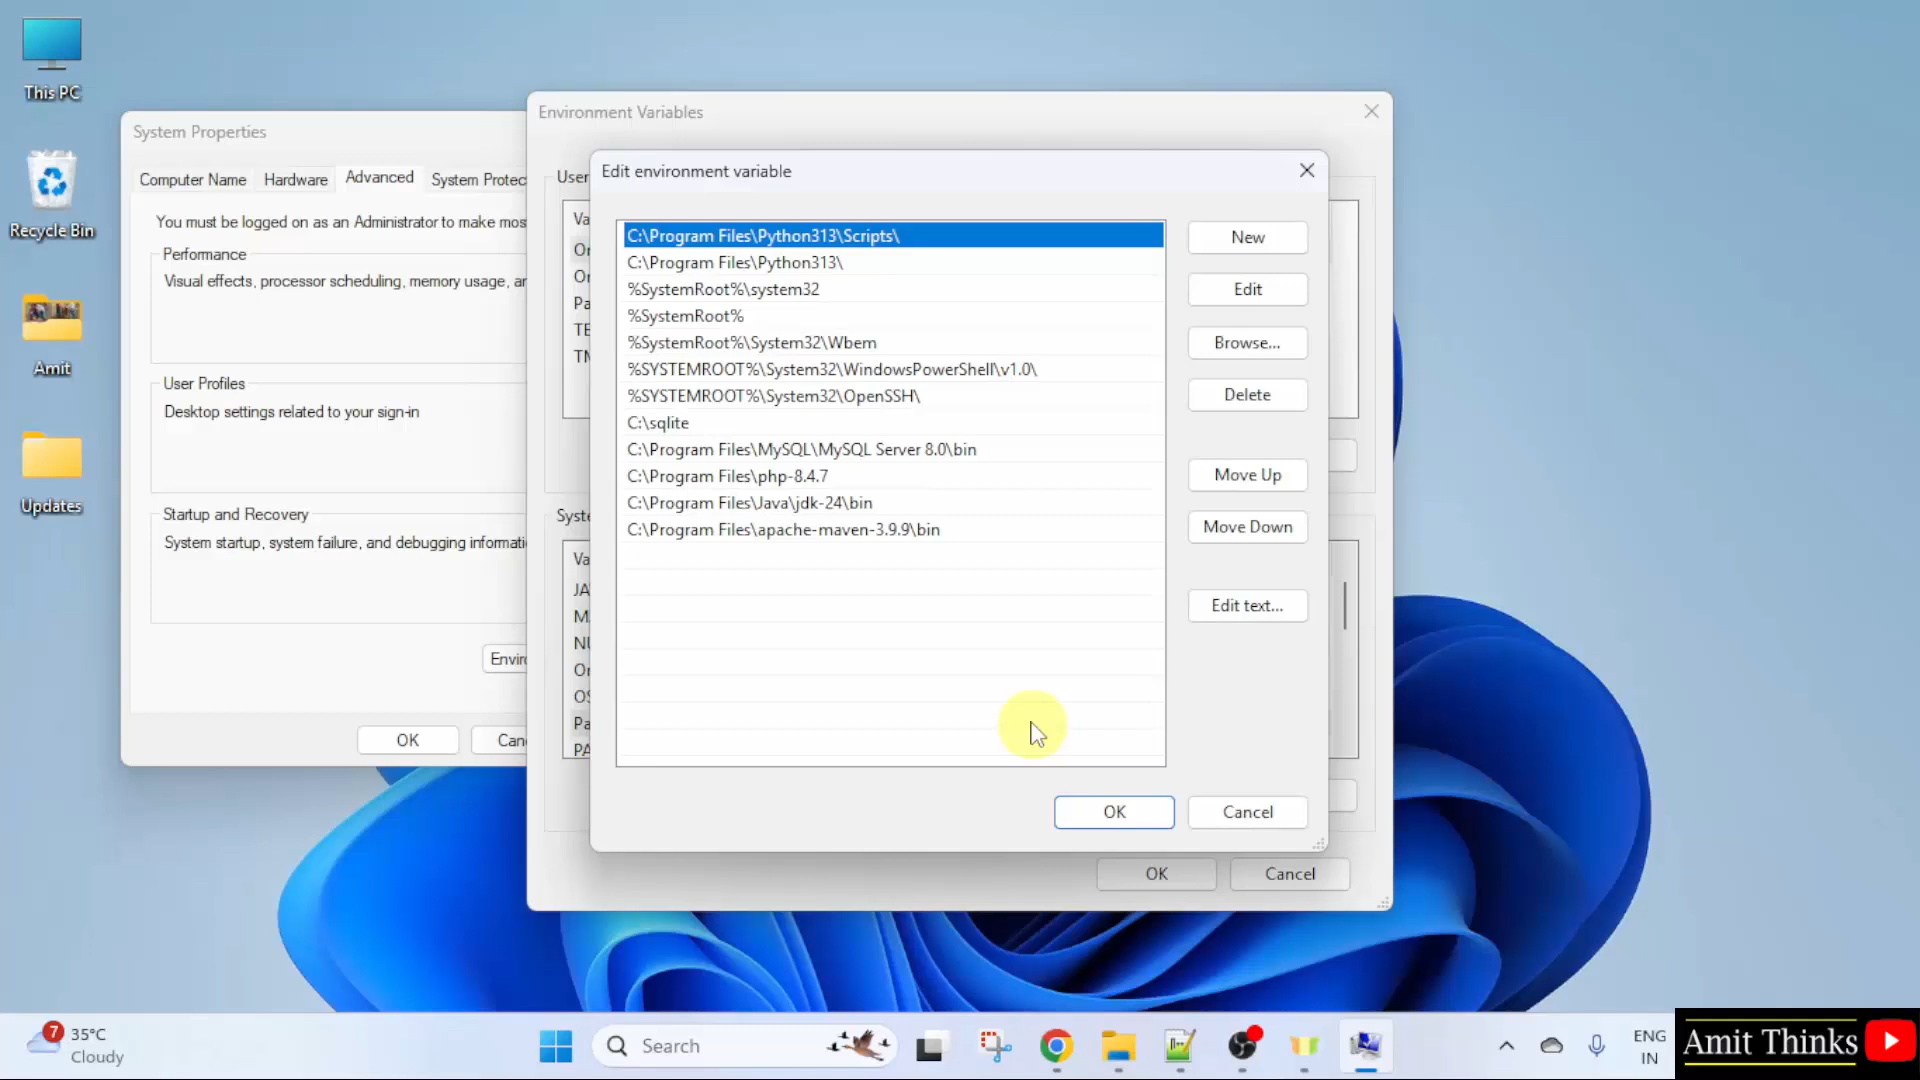 This PC
Recycle Bin
Amit
Updates
System Properties
Computer Name
Hardware
Advanced
System Protec
You must be logged on as an Administrator to make mos
Performance
Visual effects, processor scheduling, memory usage, ar
User Profiles
Desktop settings related to your sign-in
Startup and Recovery
System startup, system failure, and debugging informati
Envir
OK
Can
Environment Variables
User
Va
Or
Or
Pa
TE
TM
Syste
Va
JA
M
NU
Or
OS
Pa
PA
OK
Cancel
Edit environment variable
C:\Program Files\Python313\Scripts\
C:\Program Files\Python313\
%SystemRoot%\system32
%SystemRoot%
%SystemRoot%\System32\Wbem
%SYSTEMROOT%\System32\WindowsPowerShell\v1.0\
%SYSTEMROOT%\System32\OpenSSH\
C:\sqlite
C:\Program Files\MySQL\MySQL Server 8.0\bin
C:\Program Files\php-8.4.7
C:\Program Files\Java\jdk-24\bin
C:\Program Files\apache-maven-3.9.9\bin
New
Edit
Browse...
Delete
Move Up
Move Down
Edit text...
OK
Cancel
7
35°C
Cloudy
Search
ENG
IN
Amit Thinks